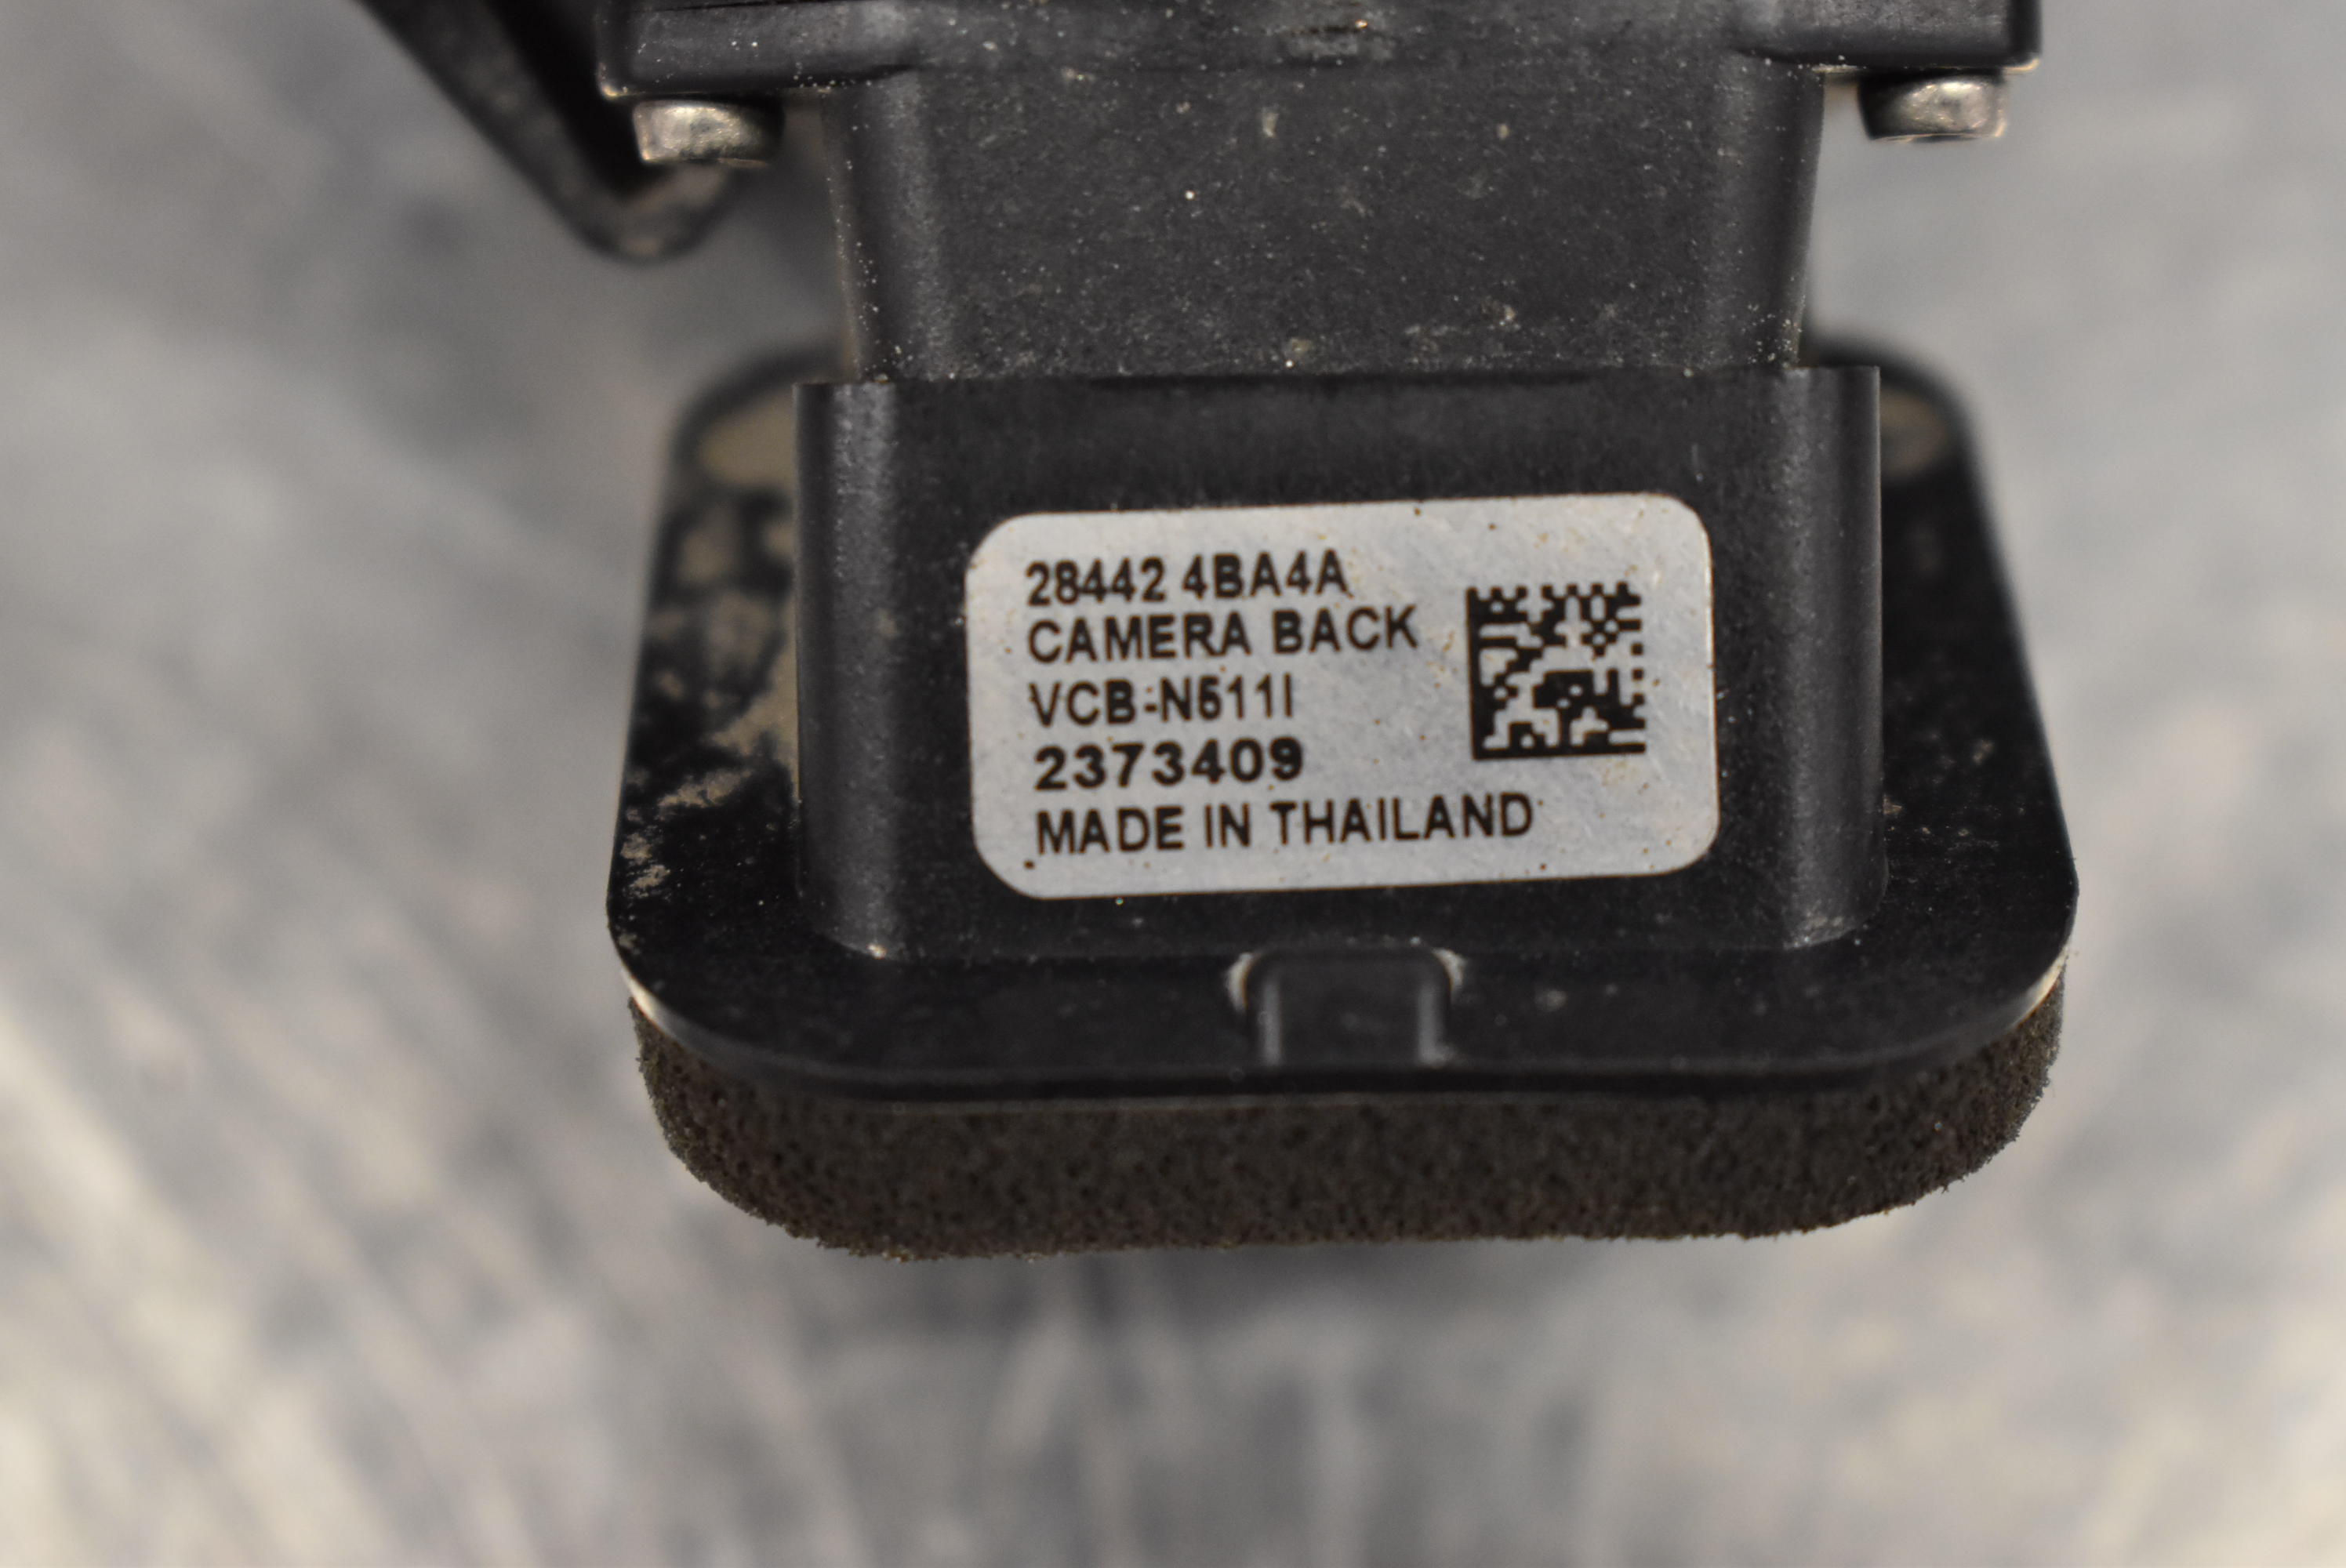 28442 4BA4A
CAMERA BACK
VCB-N511I
2373409
MADE IN THAILAND